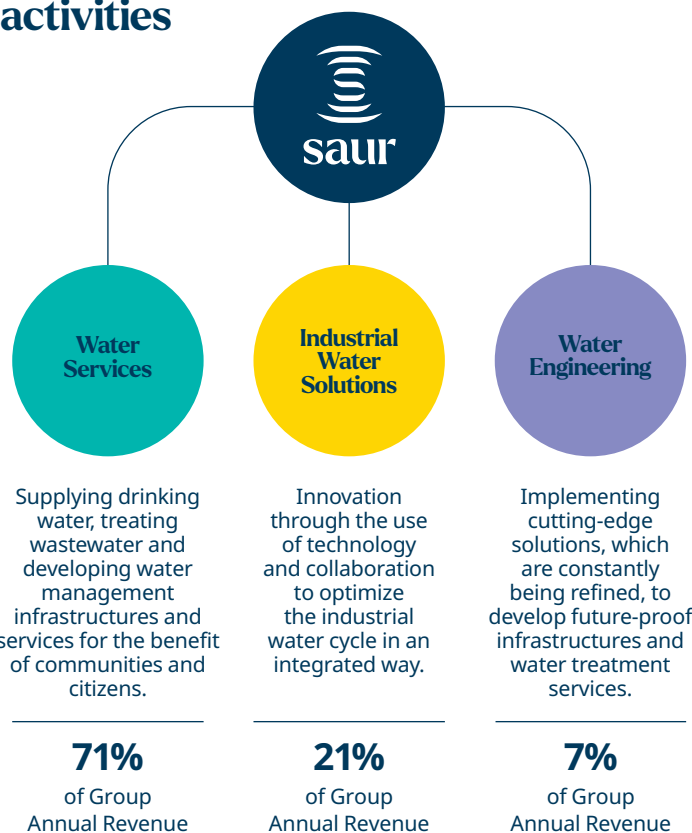 activities
saur
Water
Services
Supplying drinking
water, treating
wastewater and
developing water
management
infrastructures and
services for the benefit
of communities and
citizens.
71%
of Group
Annual Revenue
Industrial
Water
Solutions
Innovation
through the use
of technology
and collaboration
to optimize
the industrial
water cycle in an
integrated way.
21%
of Group
Annual Revenue
Water
Engineering
Implementing
cutting-edge
solutions, which
are constantly
being refined, to
develop future-proof
infrastructures and
water treatment
services.
7%
of Group
Annual Revenue